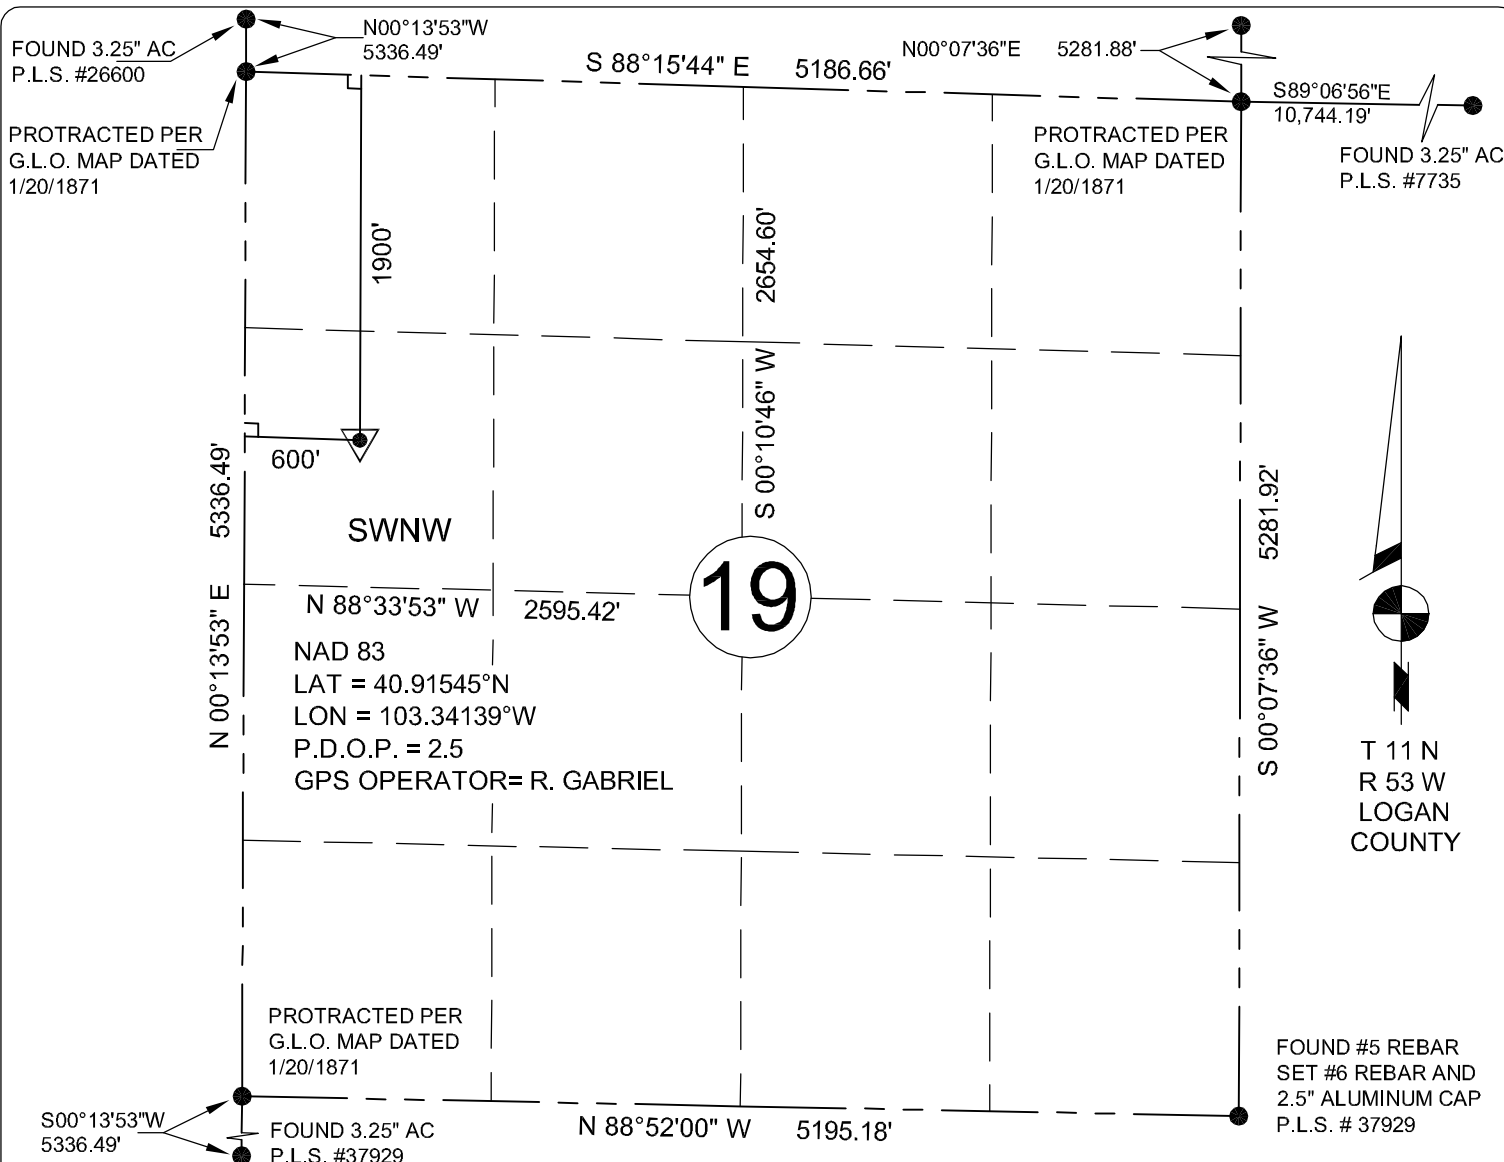 FOUND 3.25" AC
P.L.S. #26600
N00°13'53"W
5336.49'
S 88°15'44" E 5186.66'
N00°07'36"E 5281.88'
S89°06'56"E
10,744.19'
PROTRACTED PER
G.L.O. MAP DATED
1/20/1871
PROTRACTED PER
G.L.O. MAP DATED
1/20/1871
FOUND 3.25" AC
P.L.S. #7735
1900'
S 00°10'46" W 2654.60'
600'
N 00°13'53" E 5336.49'
SWNW
S 00°07'36" W 5281.92'
19
N 88°33'53" W 2595.42'
NAD 83
LAT = 40.91545°N
LON = 103.34139°W
P.D.O.P. = 2.5
GPS OPERATOR= R. GABRIEL
T 11 N
R 53 W
LOGAN
COUNTY
PROTRACTED PER
G.L.O. MAP DATED
1/20/1871
FOUND #5 REBAR
SET #6 REBAR AND
2.5" ALUMINUM CAP
P.L.S. # 37929
S00°13'53"W
5336.49'
FOUND 3.25" AC
P.L.S. #37929
N 88°52'00" W 5195.18'